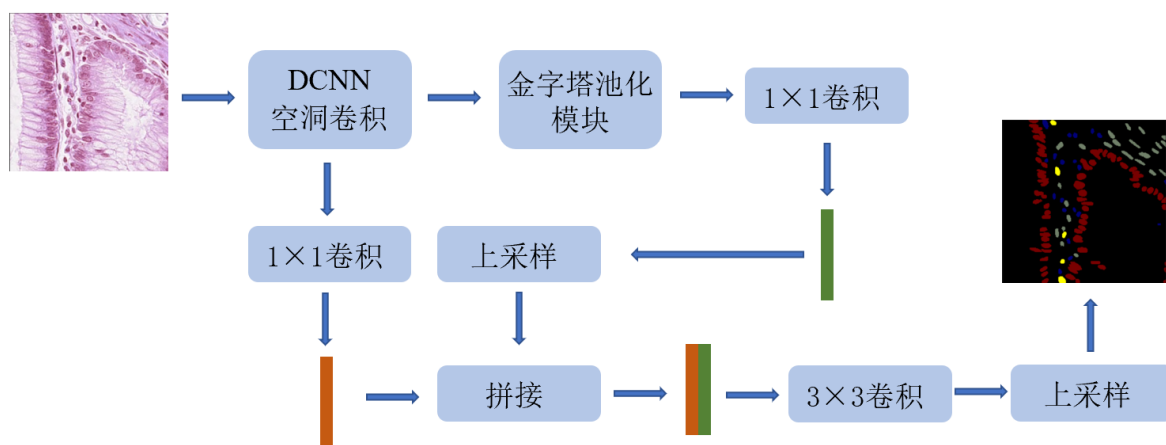 DCNN
空洞卷积
金字塔池化
模块
1×1卷积
1×1卷积
上采样
拼接
3×3卷积
上采样